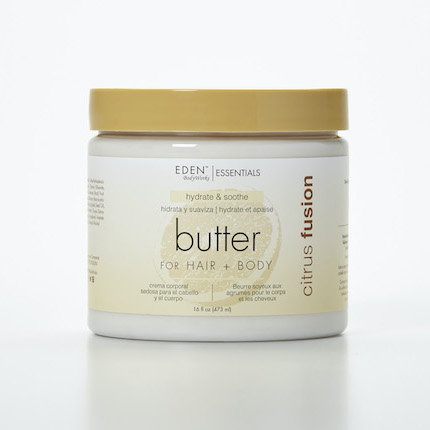 EDEN™ | ESSENTIALS
BodyWorks
hydrate & soothe
hidrata y suaviza | hydrate et apaise
butter
FOR HAIR + BODY
crema corporal
sedosa para el cabello
y el cuerpo
Beurre soyeux aux
agrumes pour le corps
et les cheveux
16 fl oz (473 ml)
citrus fusion